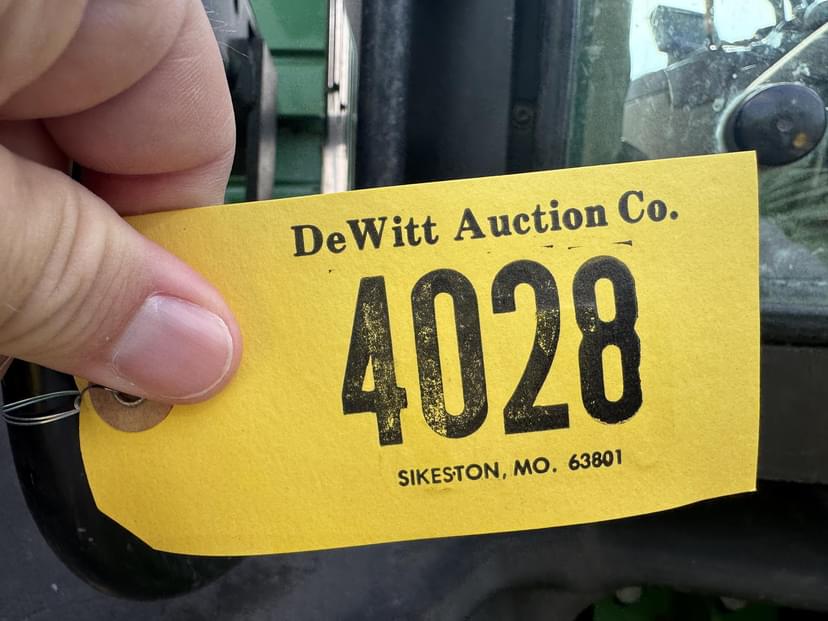 DeWitt Auction Co.
4028
SIKESTON, MO. 63801